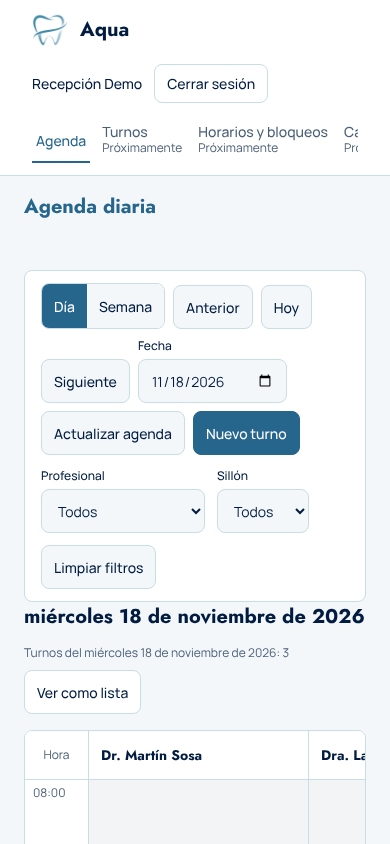 Aqua
Recepción Demo
Cerrar sesión
Agenda
Turnos
Próximamente
Horarios y bloqueos
Próximamente
Agenda diaria
Día
Semana
Anterior
Hoy
Siguiente
Fecha
11/18/2026
Actualizar agenda
Nuevo turno
Profesional
Todos
Sillón
Todos
Limpiar filtros
miércoles 18 de noviembre de 2026
Turnos del miércoles 18 de noviembre de 2026: 3
Ver como lista
Hora
Dr. Martín Sosa
Dra.
08:00